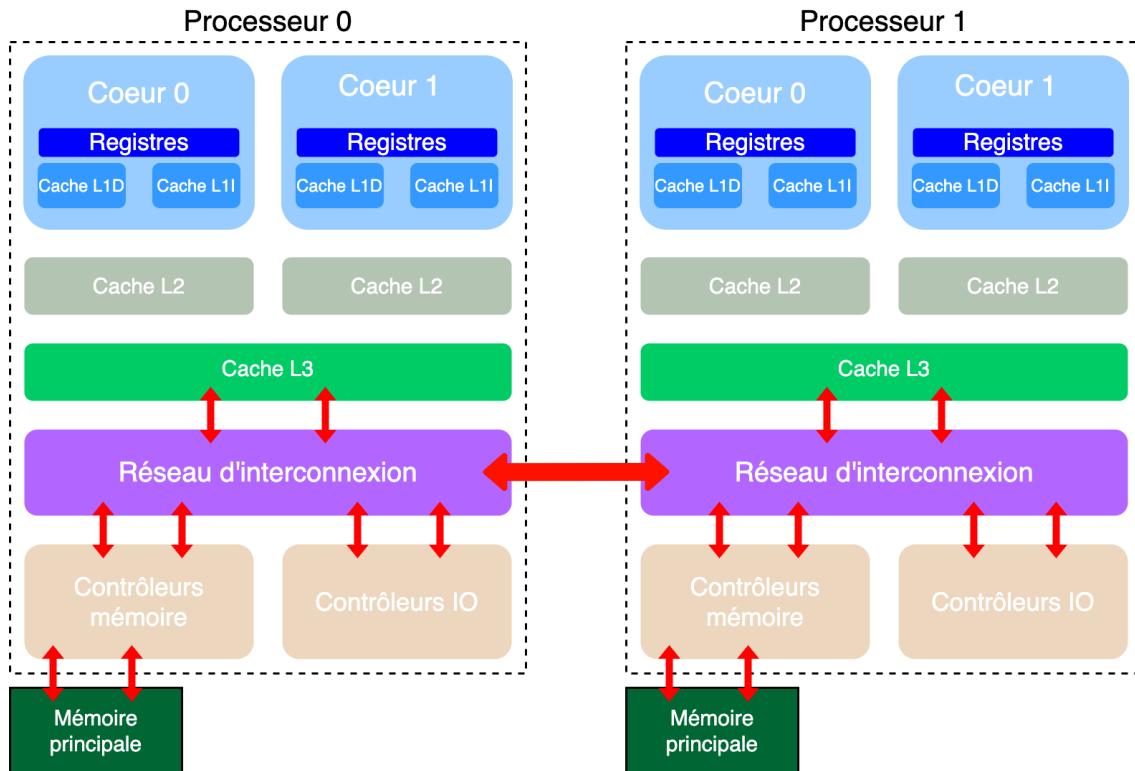 Processeur 0
Coeur 0
Coeur 1
Registres
Registres
Cache L1D
Cache L1I
Cache L1D
Cache L1I
Cache L2
Cache L2
Cache L3
Réseau d'interconnexion
Contrôleurs
mémoire
Contrôleurs IO
Mémoire
principale
Processeur 1
Coeur 0
Coeur 1
Registres
Registres
Cache L1D
Cache L1I
Cache L1D
Cache L1I
Cache L2
Cache L2
Cache L3
Réseau d'interconnexion
Contrôleurs
mémoire
Contrôleurs IO
Mémoire
principale